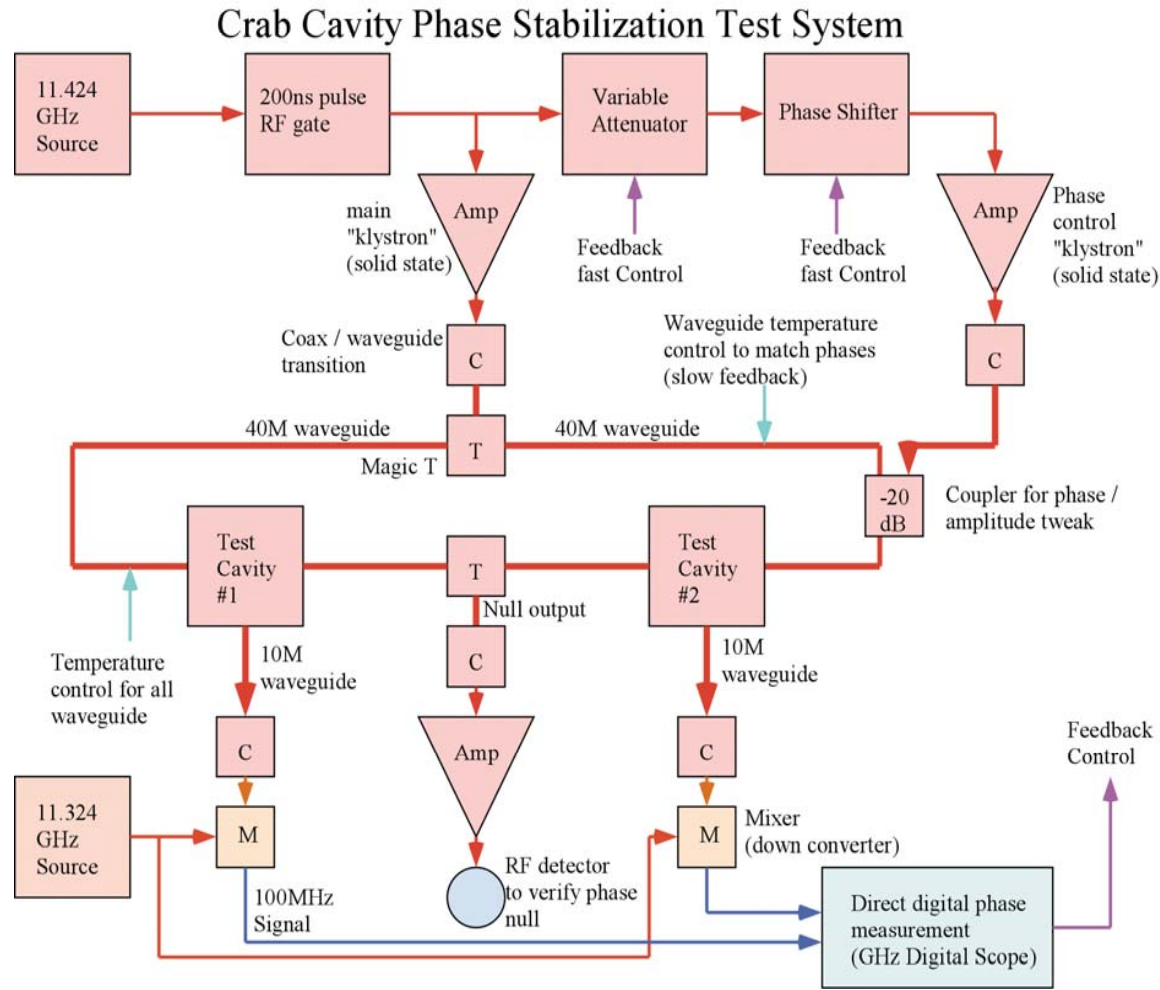 Crab Cavity Phase Stabilization Test System
11.424
GHz
Source
200ns pulse
RF gate
Variable
Attenuator
Phase Shifter
main
"klystron"
(solid state)
Amp
Feedback
fast Control
Feedback
fast Control
Amp
Phase
control
"klystron"
(solid state)
Coax / waveguide
transition
C
Waveguide temperature
control to match phases
(slow feedback)
C
40M waveguide
Magic T
T
40M waveguide
-20
dB
Coupler for phase /
amplitude tweak
Test
Cavity
#1
T
Null output
Test
Cavity
#2
Temperature
control for all
waveguide
10M
waveguide
C
10M
waveguide
C
Amp
C
Feedback
Control
11.324
GHz
Source
M
M
Mixer
(down converter)
100MHz
Signal
RF detector
to verify phase
null
Direct digital phase
measurement
(GHz Digital Scope)